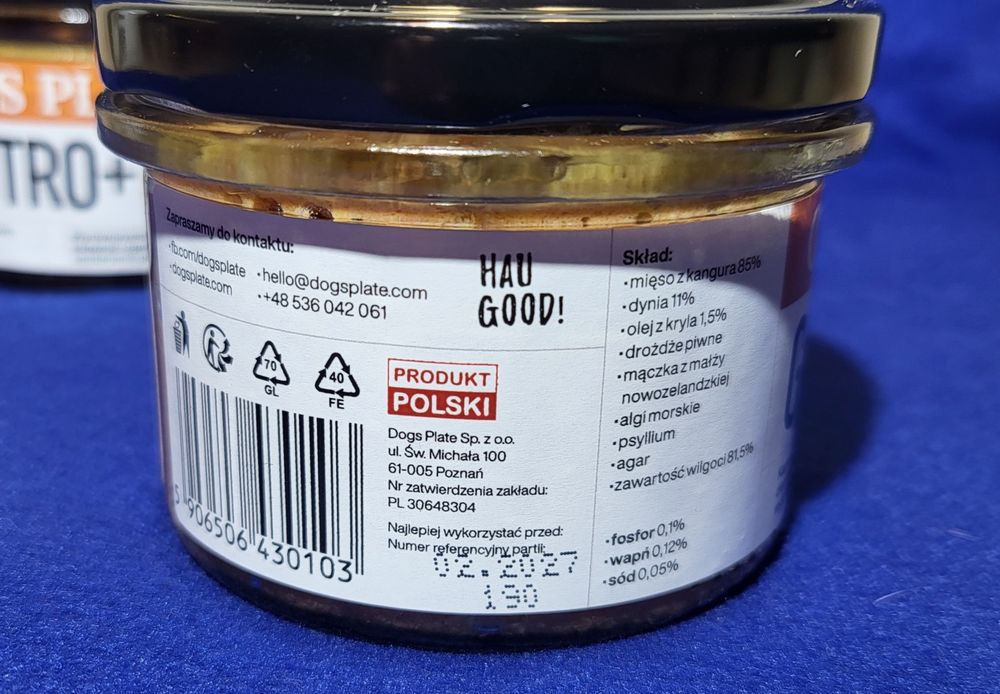 S PL
TRO+
Zapraszamy do kontaktu:
•fb.com/dogsplate
•dogsplate.com
•hello@dogsplate.com
•+48 536 042 061
HAU
GOOD!
70
GL
40
FE
PRODUKT
POLSKI
Dogs Plate Sp. z o.o.
ul. Św. Michała 100
61-005 Poznań
Nr zatwierdzenia zakładu:
PL 30648304
Najlepiej wykorzystać przed:
Numer referencyjny partii:
02.2027
190
5 906506 430103
Skład:
•mięso z kangura 85%
•dynia 11%
•olej z kryla 1,5%
•drożdże piwne
•mączka z małży
nowozelandzkiej
•algi morskie
•psyllium
•agar
•zawartość wilgoci 81,5%
•fosfor 0,1%
•wapń 0,12%
•sód 0,05%